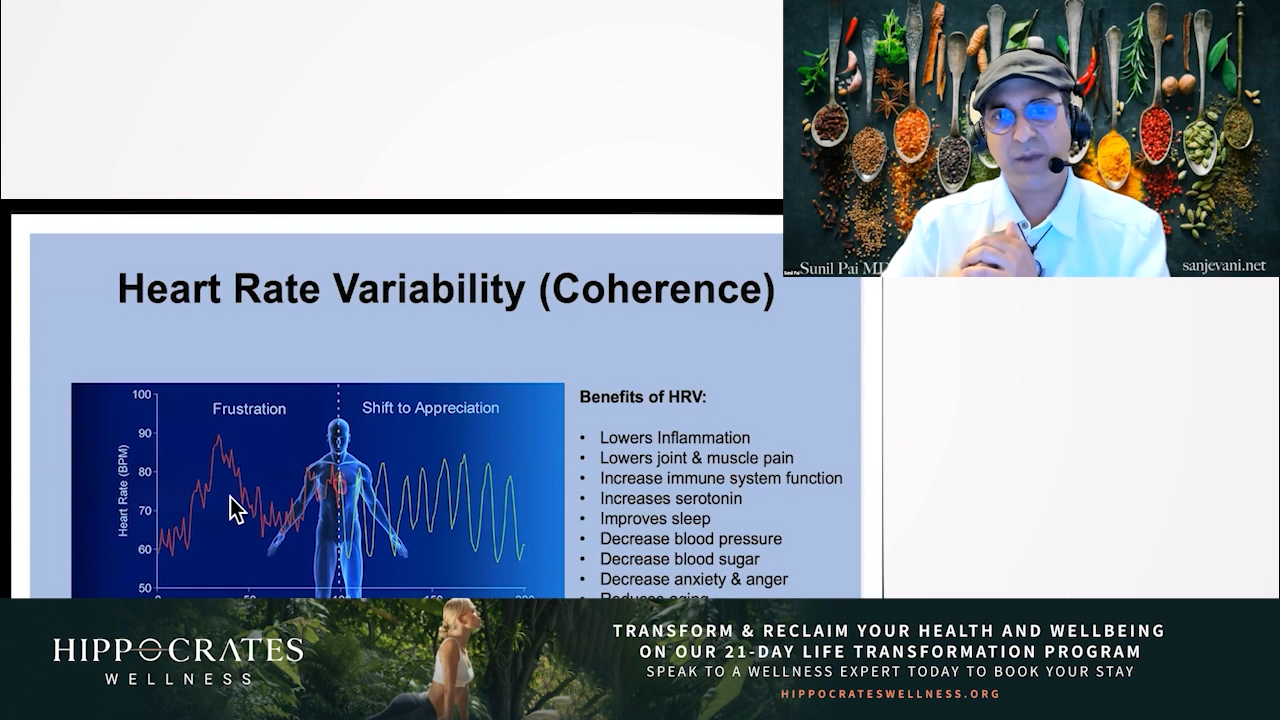 Sunil Pai
Sunil Pai MD
sanjevani.net
Heart Rate Variability (Coherence)
Heart Rate (BPM)
100
90
80
70
60
50
Frustration
Shift to Appreciation
Benefits of HRV:
• Lowers Inflammation
• Lowers joint & muscle pain
• Increase immune system function
• Increases serotonin
• Improves sleep
• Decrease blood pressure
• Decrease blood sugar
• Decrease anxiety & anger
HIPPOCRATES
WELLNESS
TRANSFORM & RECLAIM YOUR HEALTH AND WELLBEING
ON OUR 21-DAY LIFE TRANSFORMATION PROGRAM
SPEAK TO A WELLNESS EXPERT TODAY TO BOOK YOUR STAY
HIPPOCRATESWELLNESS.ORG